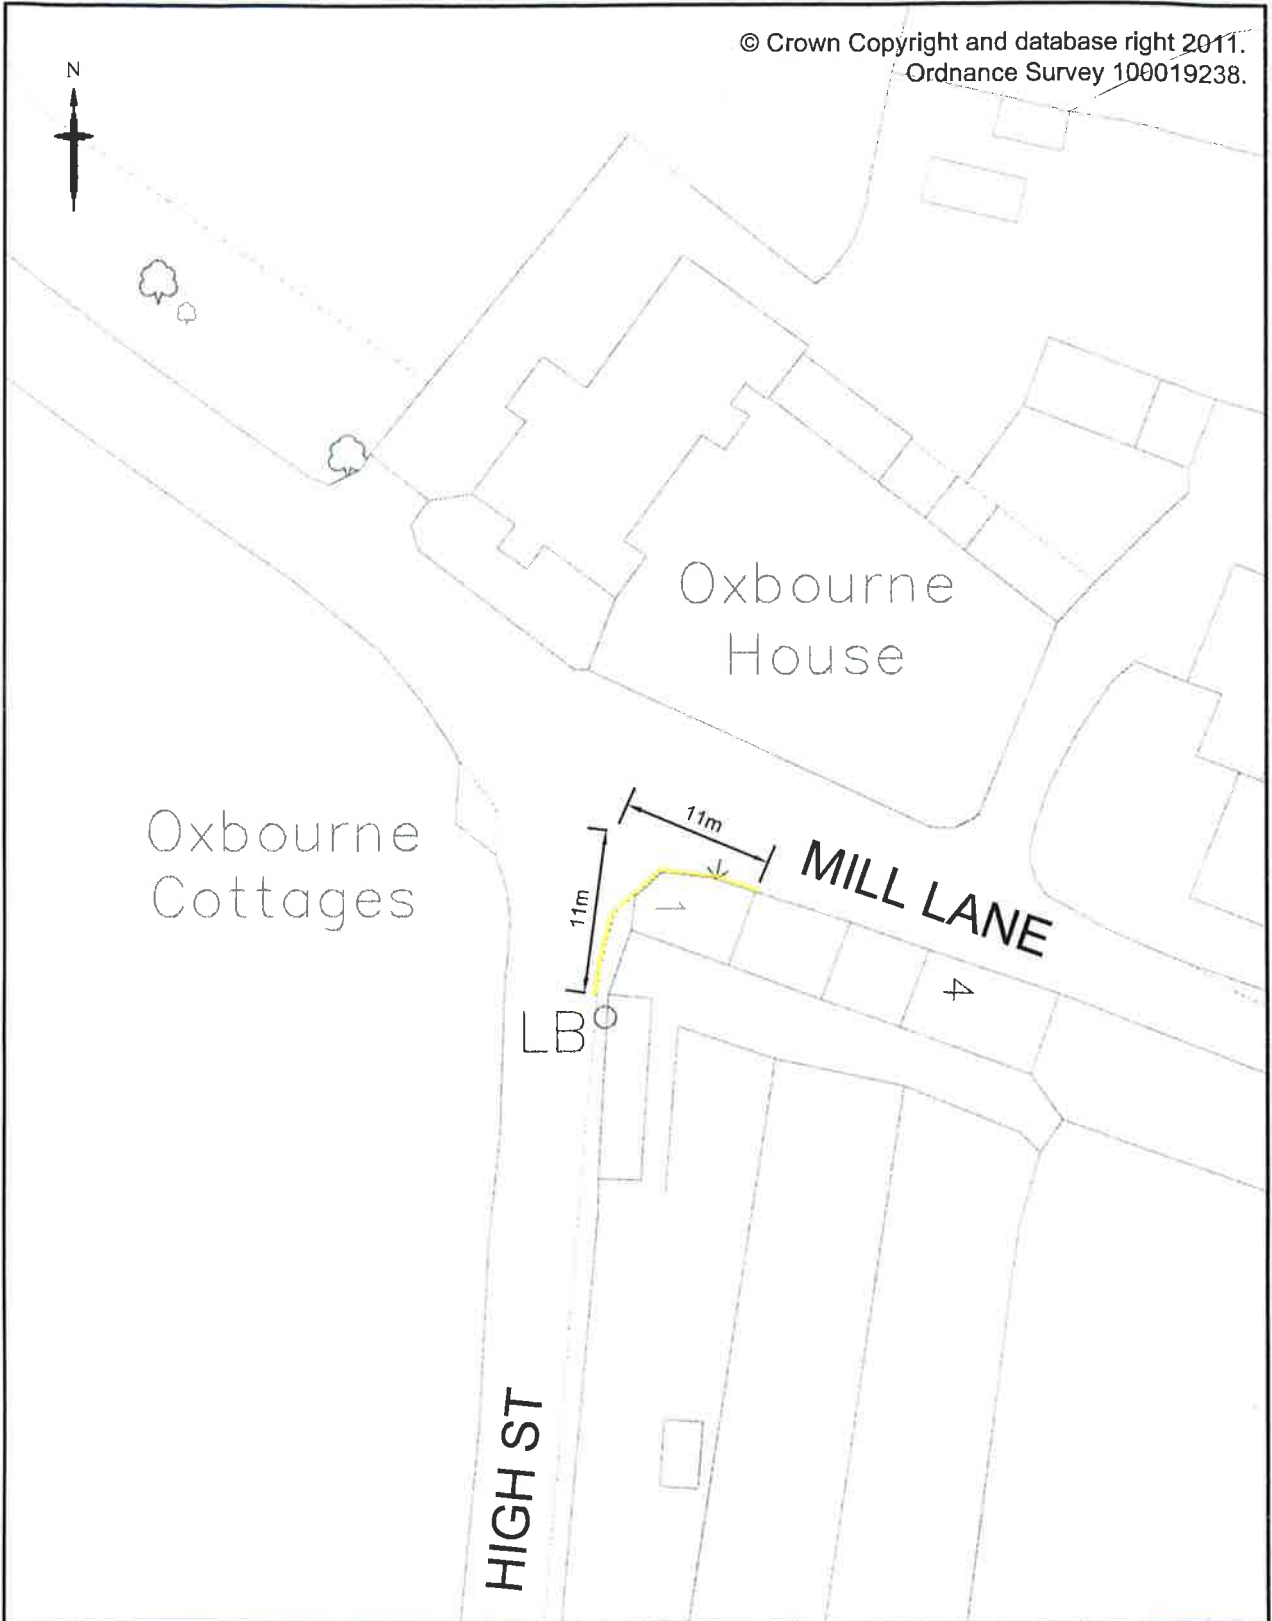 © Crown Copyright and database right 2011.
Ordnance Survey 100019238.
N
Oxbourne
House
Oxbourne
Cottages
11m
11m
MILL LANE
1
4
LB
HIGH ST